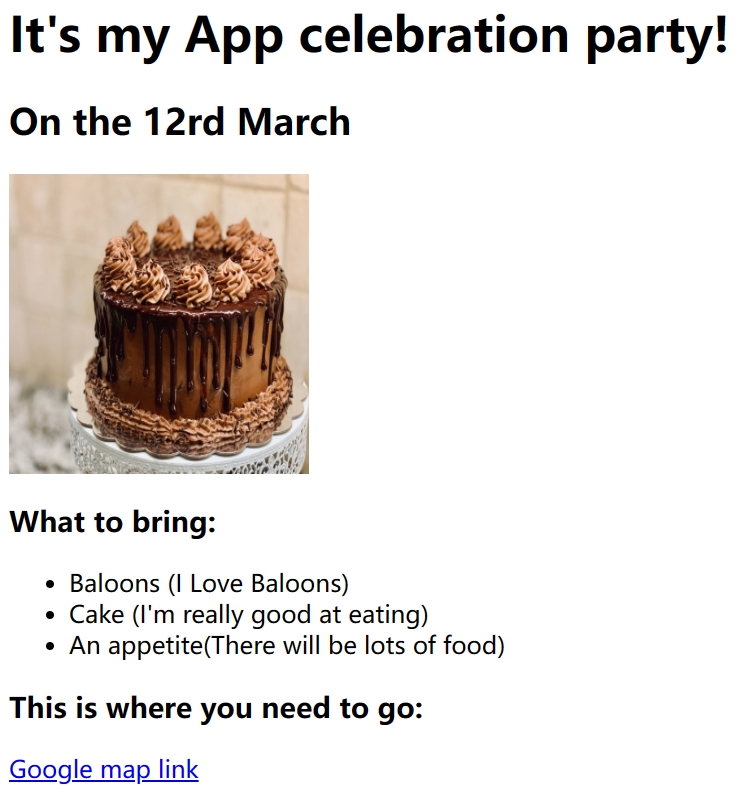 It's my App celebration party!
On the 12rd March
What to bring:
Baloons (I Love Baloons)
Cake (I'm really good at eating)
An appetite(There will be lots of food)
This is where you need to go:
Google map link